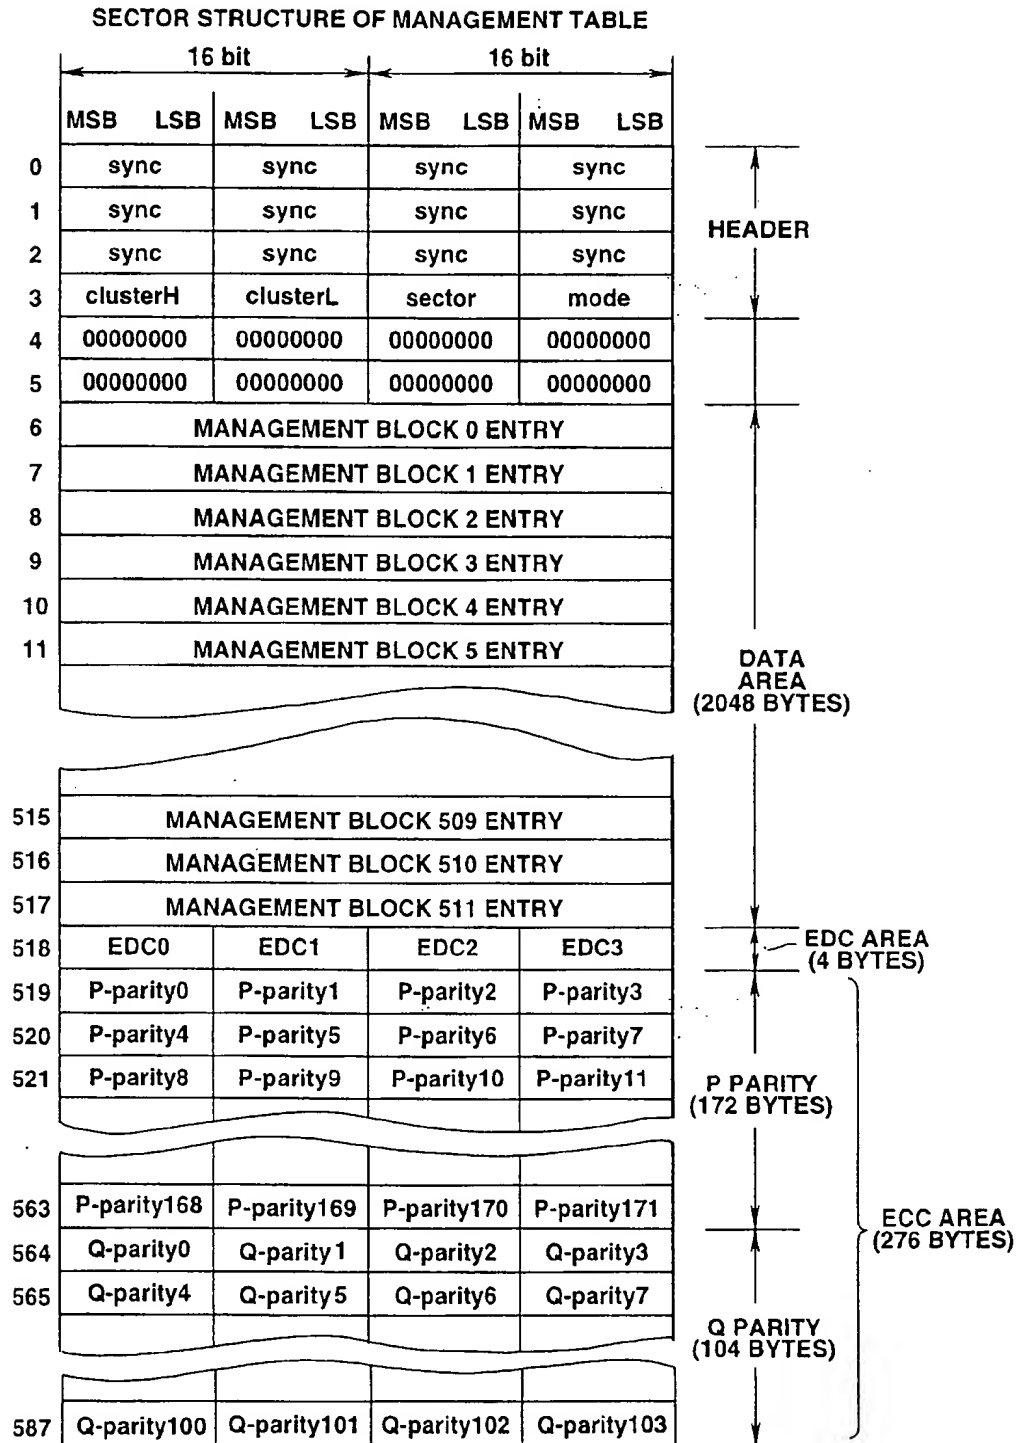 SECTOR STRUCTURE OF MANAGEMENT TABLE
16 bit 16 bit
MSB LSB MSB LSB MSB LSB MSB LSB
0 sync sync sync sync
1 sync sync sync sync
HEADER
2 sync sync sync sync
3 clusterH clusterL sector mode
4 00000000 00000000 00000000 00000000
5 00000000 00000000 00000000 00000000
6 MANAGEMENT BLOCK 0 ENTRY
7 MANAGEMENT BLOCK 1 ENTRY
8 MANAGEMENT BLOCK 2 ENTRY
9 MANAGEMENT BLOCK 3 ENTRY
10 MANAGEMENT BLOCK 4 ENTRY
11 MANAGEMENT BLOCK 5 ENTRY
DATA
AREA
(2048 BYTES)
515 MANAGEMENT BLOCK 509 ENTRY
516 MANAGEMENT BLOCK 510 ENTRY
517 MANAGEMENT BLOCK 511 ENTRY
518 EDC0 EDC1 EDC2 EDC3
EDC AREA
(4 BYTES)
519 P-parity0 P-parity1 P-parity2 P-parity3
520 P-parity4 P-parity5 P-parity6 P-parity7
521 P-parity8 P-parity9 P-parity10 P-parity11
P PARITY
(172 BYTES)
563 P-parity168 P-parity169 P-parity170 P-parity171
ECC AREA
(276 BYTES)
564 Q-parity0 Q-parity1 Q-parity2 Q-parity3
565 Q-parity4 Q-parity5 Q-parity6 Q-parity7
Q PARITY
(104 BYTES)
587 Q-parity100 Q-parity101 Q-parity102 Q-parity103